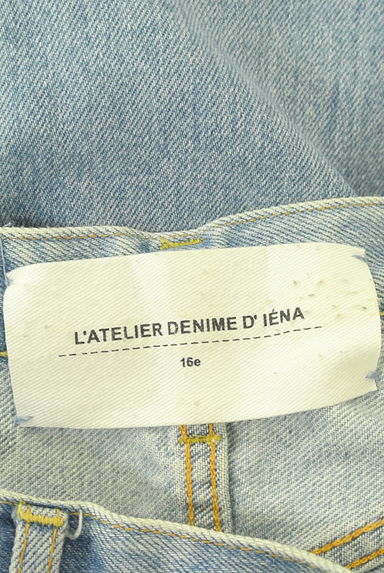 L'ATELIER DENIME D' IÉNA
16e